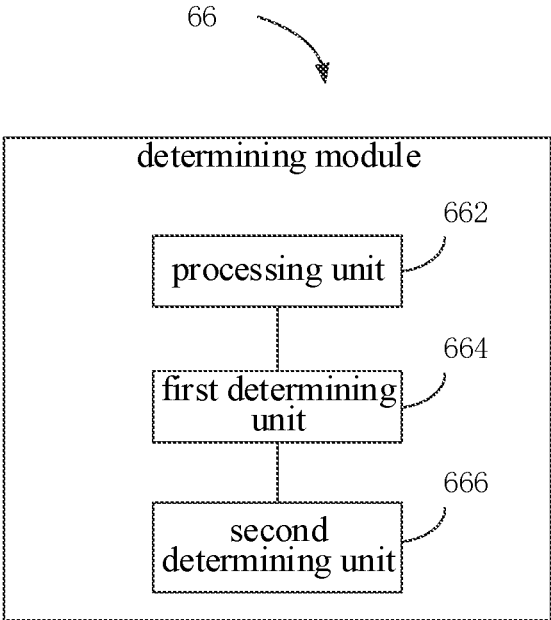 66
determining module
662
processing unit
664
first determining
unit
666
second
determining unit